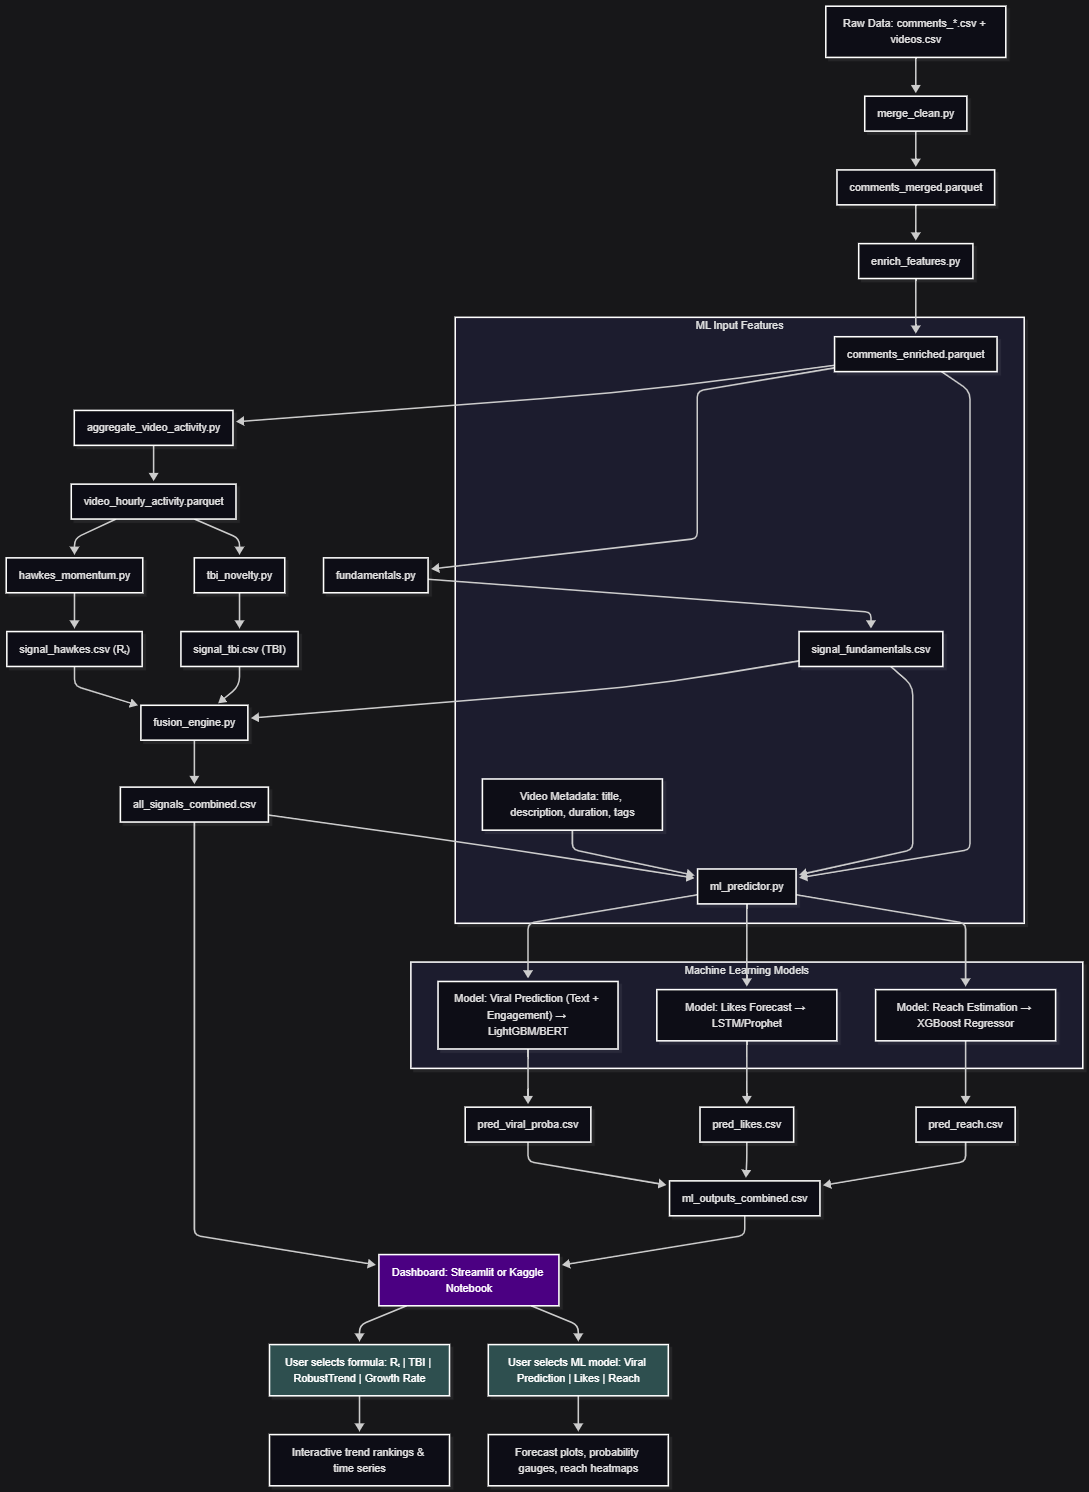 Raw Data: comments_*.csv +
videos.csv
merge_clean.py
comments_merged.parquet
enrich_features.py
ML Input Features
comments_enriched.parquet
aggregate_video_activity.py
video_hourly_activity.parquet
hawkes_momentum.py
tbi_novelty.py
fundamentals.py
signal_hawkes.csv (Rₜ)
signal_tbi.csv (TBI)
signal_fundamentals.csv
fusion_engine.py
all_signals_combined.csv
Video Metadata: title,
description, duration, tags
ml_predictor.py
Machine Learning Models
Model: Viral Prediction (Text +
Engagement) →
LightGBM/BERT
Model: Likes Forecast →
LSTM/Prophet
Model: Reach Estimation →
XGBoost Regressor
pred_viral_proba.csv
pred_likes.csv
pred_reach.csv
ml_outputs_combined.csv
Dashboard: Streamlit or Kaggle
Notebook
User selects formula: Rₜ | TBI |
RobustTrend | Growth Rate
User selects ML model: Viral
Prediction | Likes | Reach
Interactive trend rankings &
time series
Forecast plots, probability
gauges, reach heatmaps